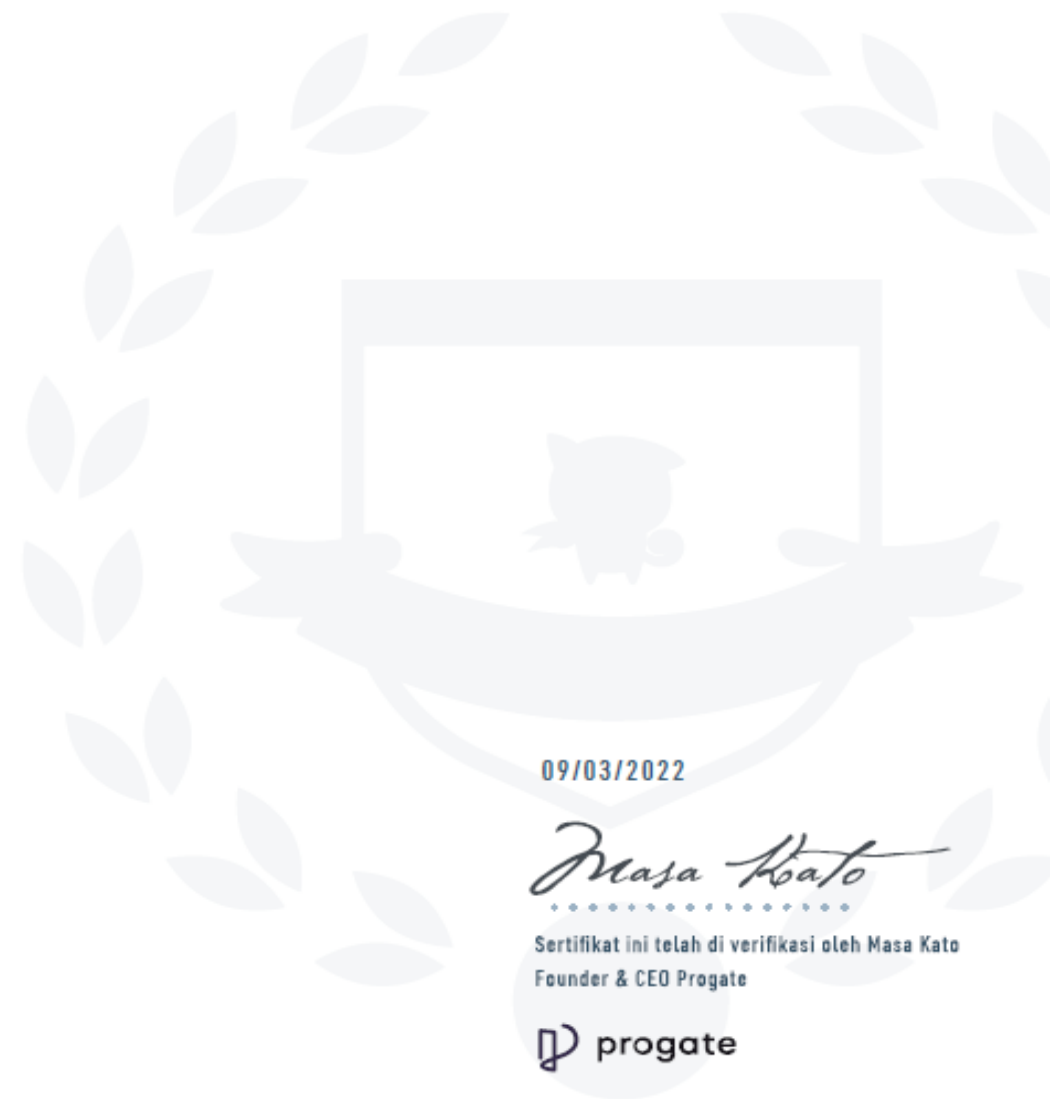 09/03/2022
Masa Kato
Sertifikat ini telah di verifikasi oleh Masa Kato
Founder & CEO Progate
progate